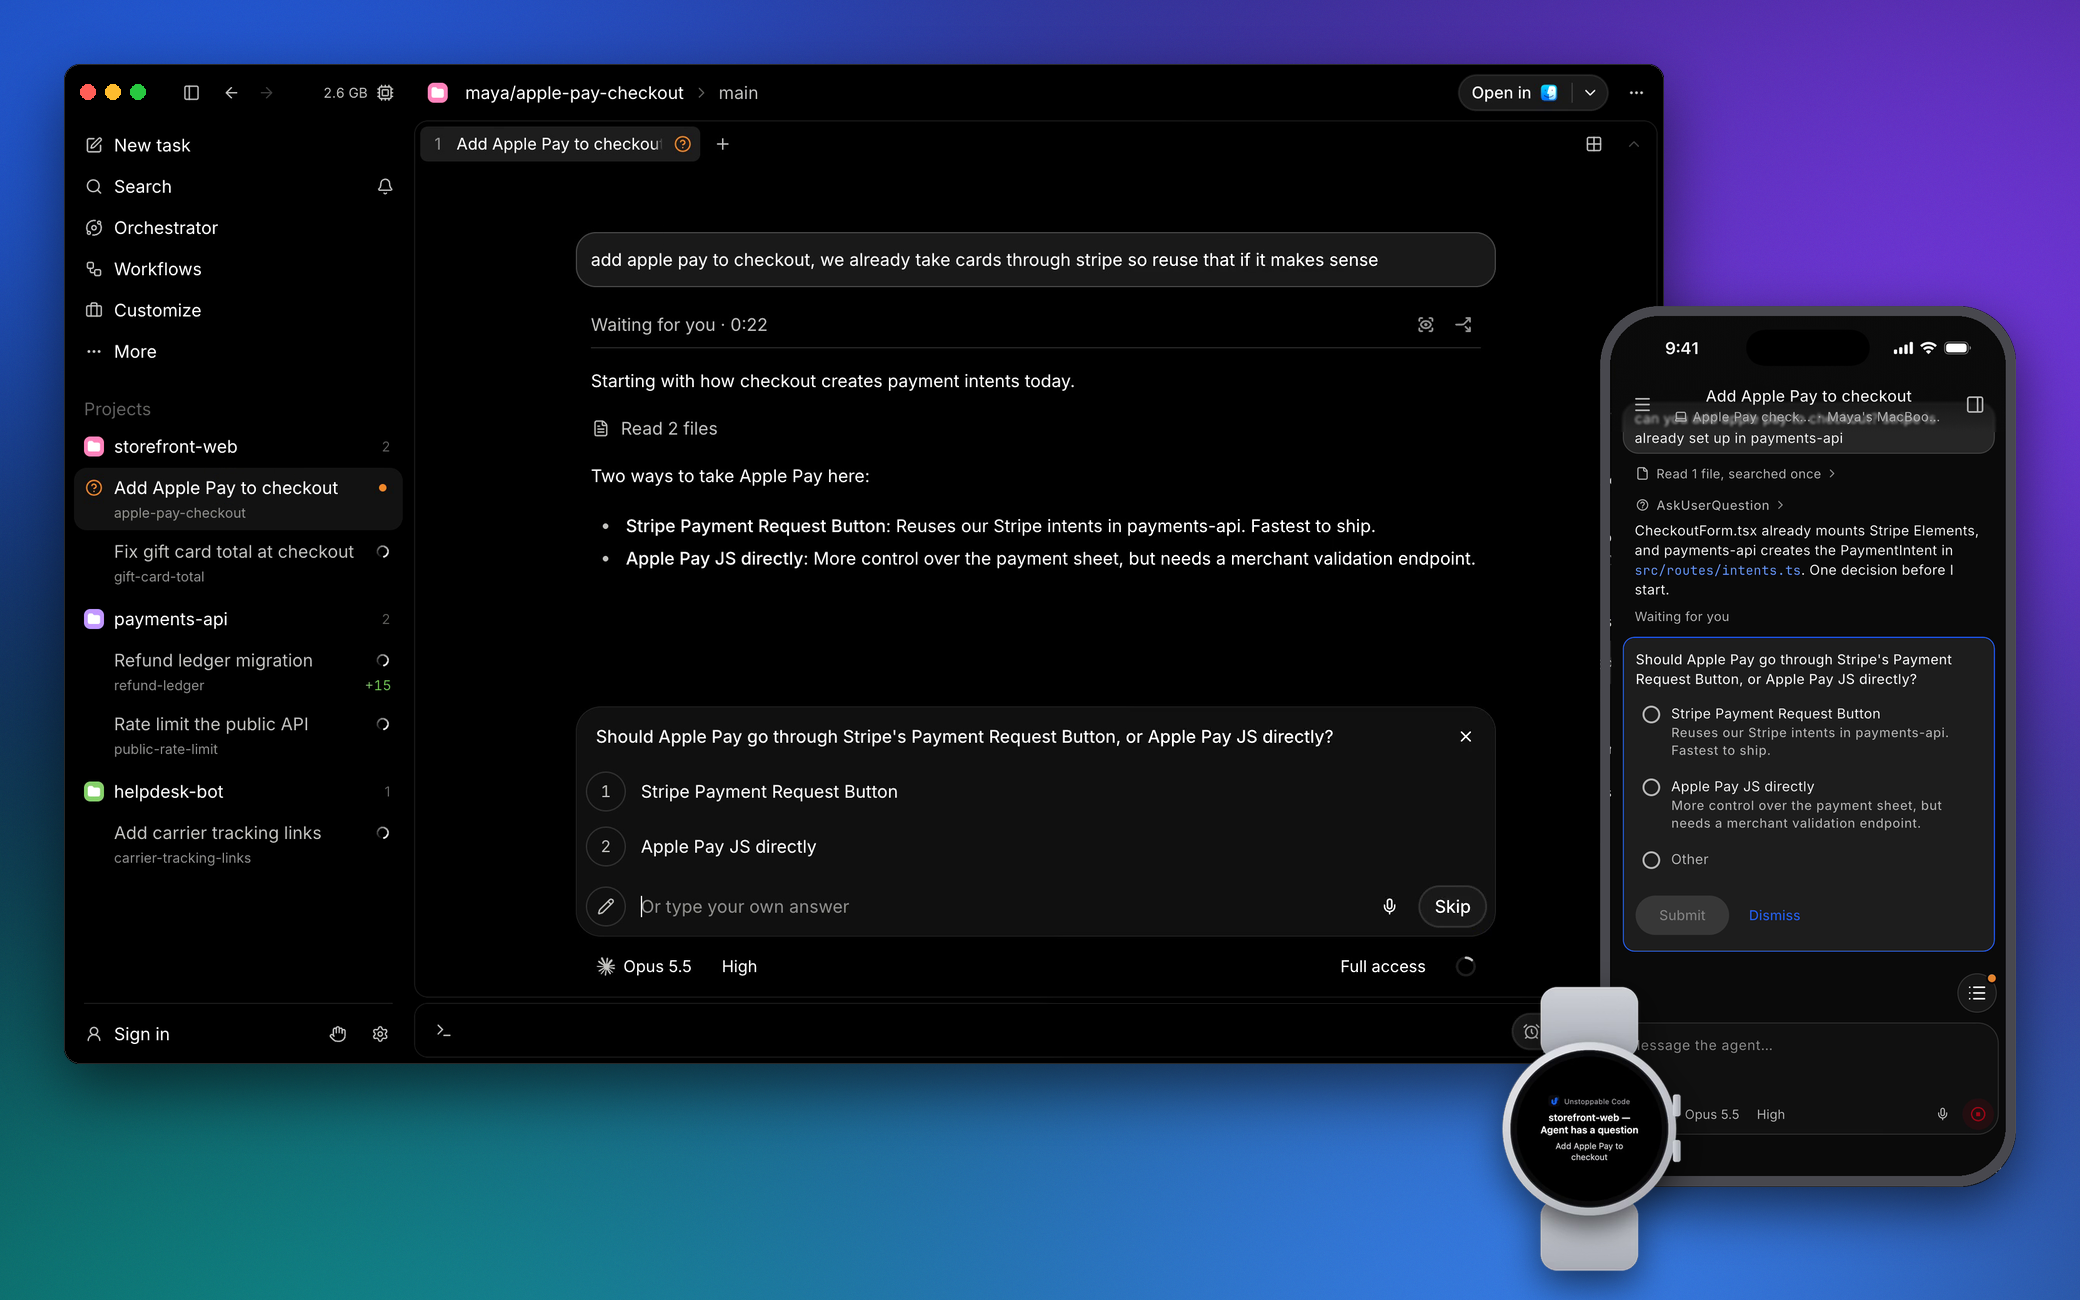 2.6 GB
maya/apple-pay-checkout > main
Open in
New task
Search
Orchestrator
Workflows
Customize
More
Projects
storefront-web 2
Add Apple Pay to checkout
apple-pay-checkout
Fix gift card total at checkout
gift-card-total
payments-api 2
Refund ledger migration
refund-ledger +15
Rate limit the public API
public-rate-limit
helpdesk-bot 1
Add carrier tracking links
carrier-tracking-links
Sign in
1 Add Apple Pay to checkou
add apple pay to checkout, we already take cards through stripe so reuse that if it makes sense
Waiting for you · 0:22
Starting with how checkout creates payment intents today.
Read 2 files
Two ways to take Apple Pay here:
• Stripe Payment Request Button: Reuses our Stripe intents in payments-api. Fastest to ship.
• Apple Pay JS directly: More control over the payment sheet, but needs a merchant validation endpoint.
Should Apple Pay go through Stripe's Payment Request Button, or Apple Pay JS directly?
1 Stripe Payment Request Button
2 Apple Pay JS directly
Or type your own answer
Skip
Opus 5.5 High
Full access
9:41
Add Apple Pay to checkout
Apple Pay check... Maya's MacBoo...
already set up in payments-api
Read 1 file, searched once >
AskUserQuestion >
CheckoutForm.tsx already mounts Stripe Elements,
and payments-api creates the PaymentIntent in
src/routes/intents.ts. One decision before I
start.
Waiting for you
Should Apple Pay go through Stripe's Payment
Request Button, or Apple Pay JS directly?
Stripe Payment Request Button
Reuses our Stripe intents in payments-api.
Fastest to ship.
Apple Pay JS directly
More control over the payment sheet, but
needs a merchant validation endpoint.
Other
Submit
Dismiss
essage the agent...
Opus 5.5 High
Unstoppable Code
storefront-web —
Agent has a question
Add Apple Pay to
checkout